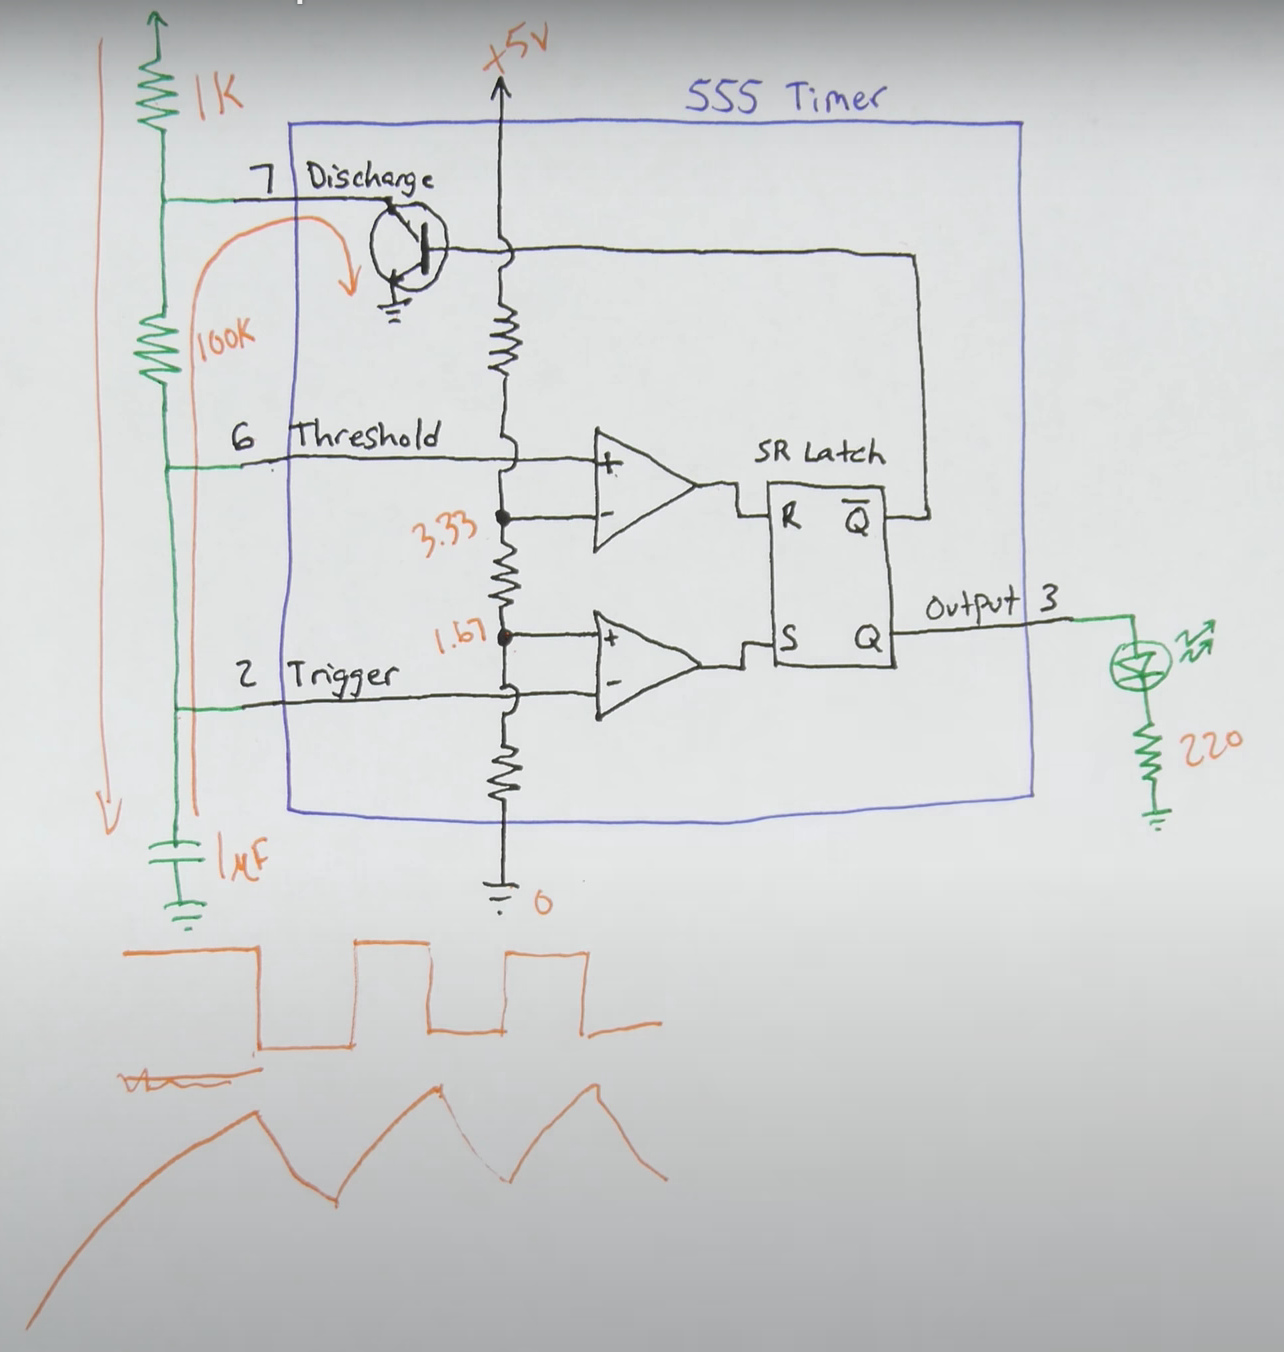 +5V
555 Timer
1K
7 Discharge
100K
6 Threshold
SR Latch
+
-
R Q̅
3.33
Output 3
1.67
+
S Q
2 Trigger
-
220
1µF
0